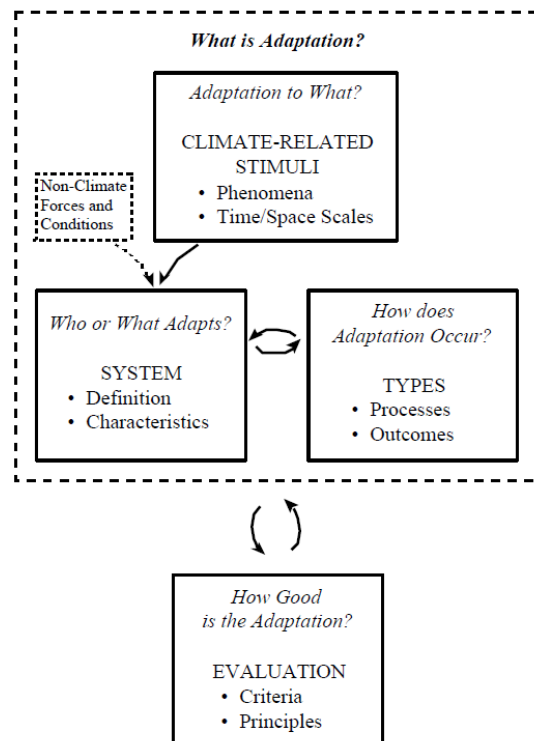 What is Adaptation?
Adaptation to What?
CLIMATE-RELATED
STIMULI
• Phenomena
• Time/Space Scales
Non-Climate
Forces and
Conditions
Who or What Adapts?
SYSTEM
• Definition
• Characteristics
How does
Adaptation Occur?
TYPES
• Processes
• Outcomes
How Good
is the Adaptation?
EVALUATION
• Criteria
• Principles